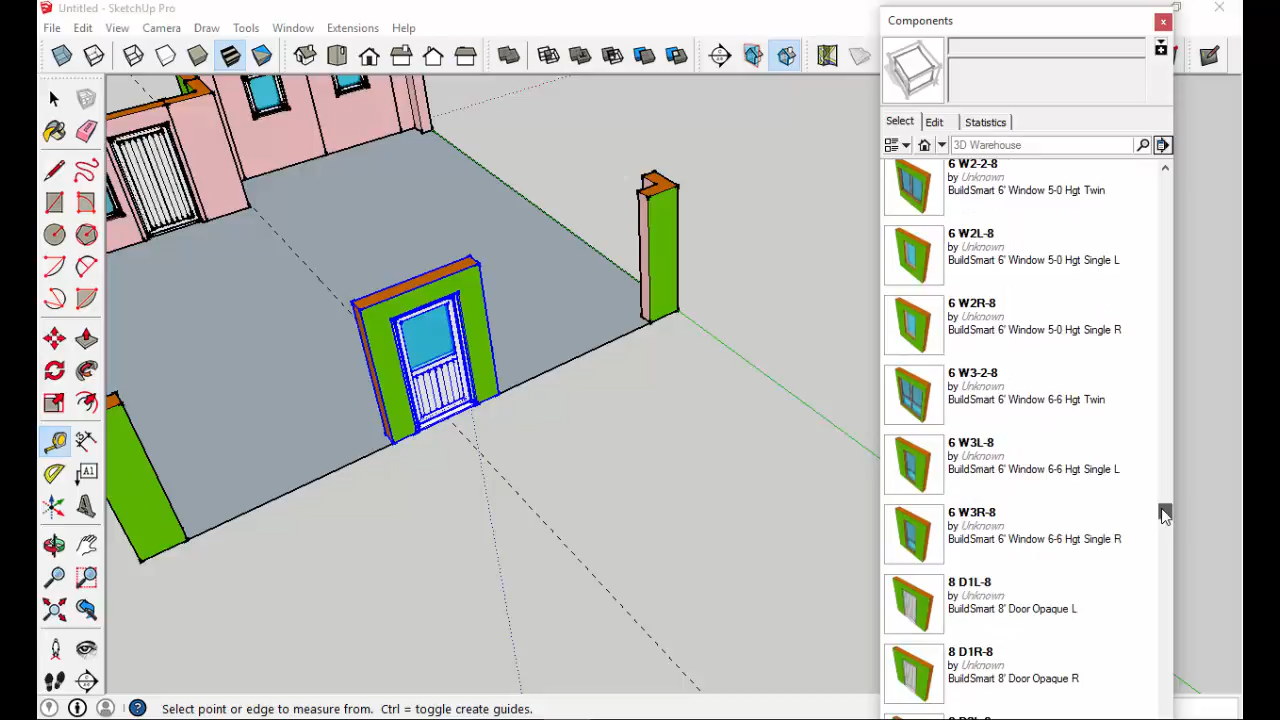 Untitled - SketchUp Pro
File Edit View Camera Draw Tools Window Extensions Help
Components
Select Edit Statistics
3D Warehouse
6 W2-2-8
by Unknown
BuildSmart 6' Window 5-0 Hgt Twin
6 W2L-8
by Unknown
BuildSmart 6' Window 5-0 Hgt Single L
6 W2R-8
by Unknown
BuildSmart 6' Window 5-0 Hgt Single R
6 W3-2-8
by Unknown
BuildSmart 6' Window 6-6 Hgt Twin
6 W3L-8
by Unknown
BuildSmart 6' Window 6-6 Hgt Single L
6 W3R-8
by Unknown
BuildSmart 6' Window 6-6 Hgt Single R
8 D1L-8
by Unknown
BuildSmart 8' Door Opaque L
8 D1R-8
by Unknown
BuildSmart 8' Door Opaque R
A1
Select point or edge to measure from. Ctrl = toggle create guides.